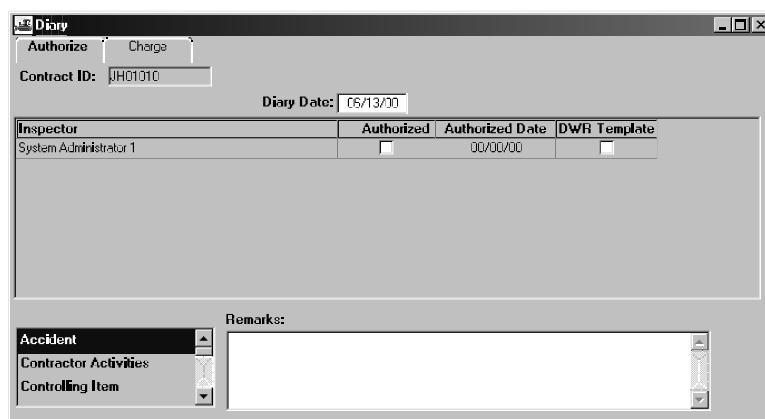 Diary
Authorize Charge
Contract ID: JH01010
Diary Date: 06/13/00
Inspector Authorized Authorized Date DWR Template
System Administrator 1 00/00/00
Remarks:
Accident
Contractor Activities
Controlling Item